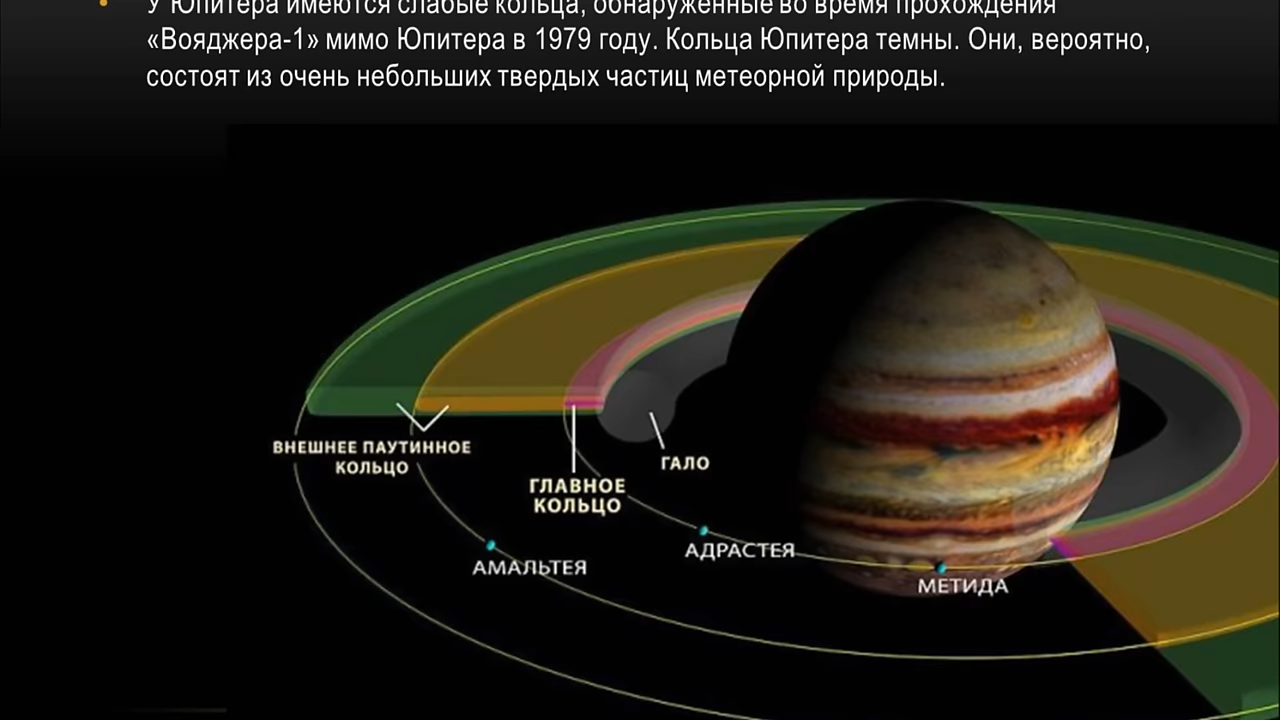 У Юпитера имеются слабые кольца, обнаруженные во время прохождения
«Вояджера-1» мимо Юпитера в 1979 году. Кольца Юпитера темны. Они, вероятно,
состоят из очень небольших твердых частиц метеорной природы.
ВНЕШНЕЕ ПАУТИННОЕ
КОЛЬЦО
ГАЛО
ГЛАВНОЕ
КОЛЬЦО
АДРАСТЕЯ
АМАЛЬТЕЯ
МЕТИДА